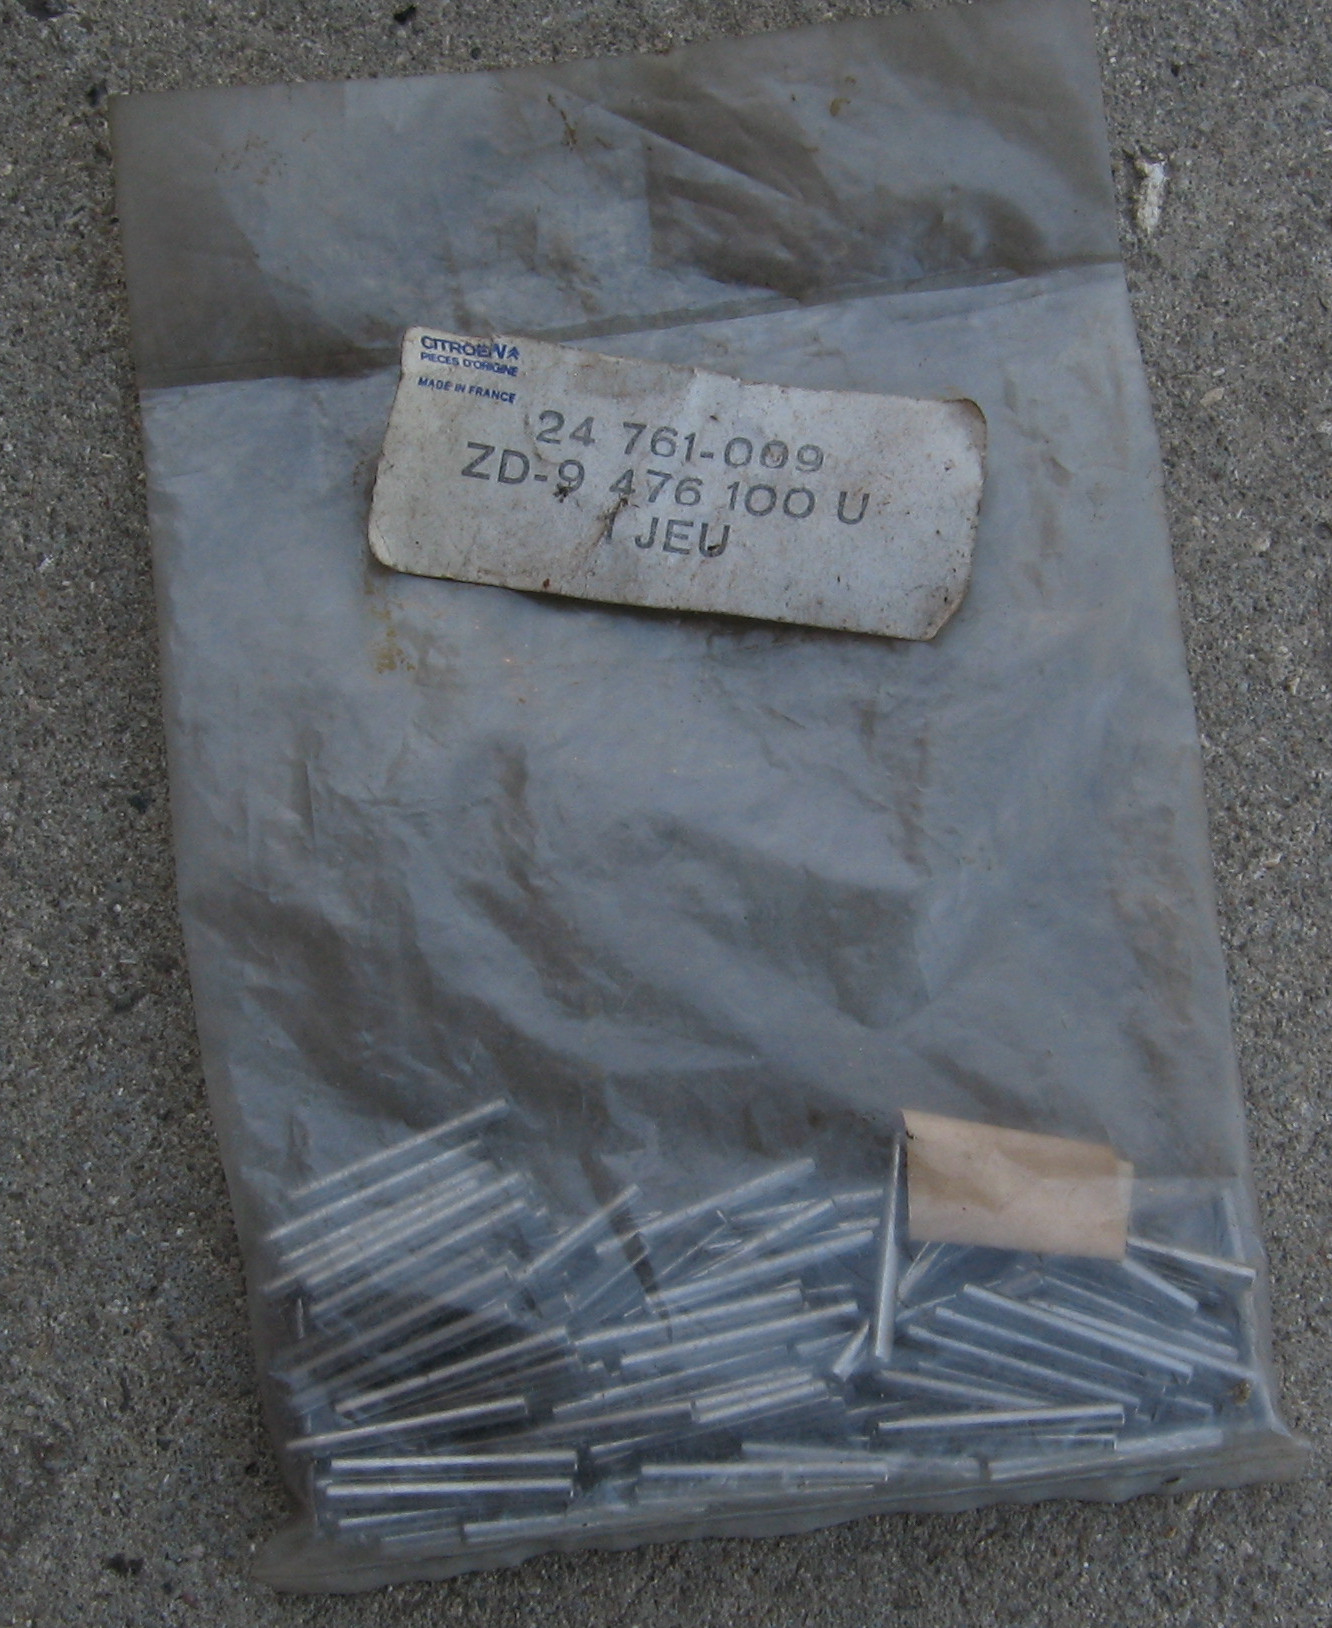 CITROËN
PIECES D'ORIGINE
MADE IN FRANCE
24 761-009
ZD-9 476 100 U
1 JEU